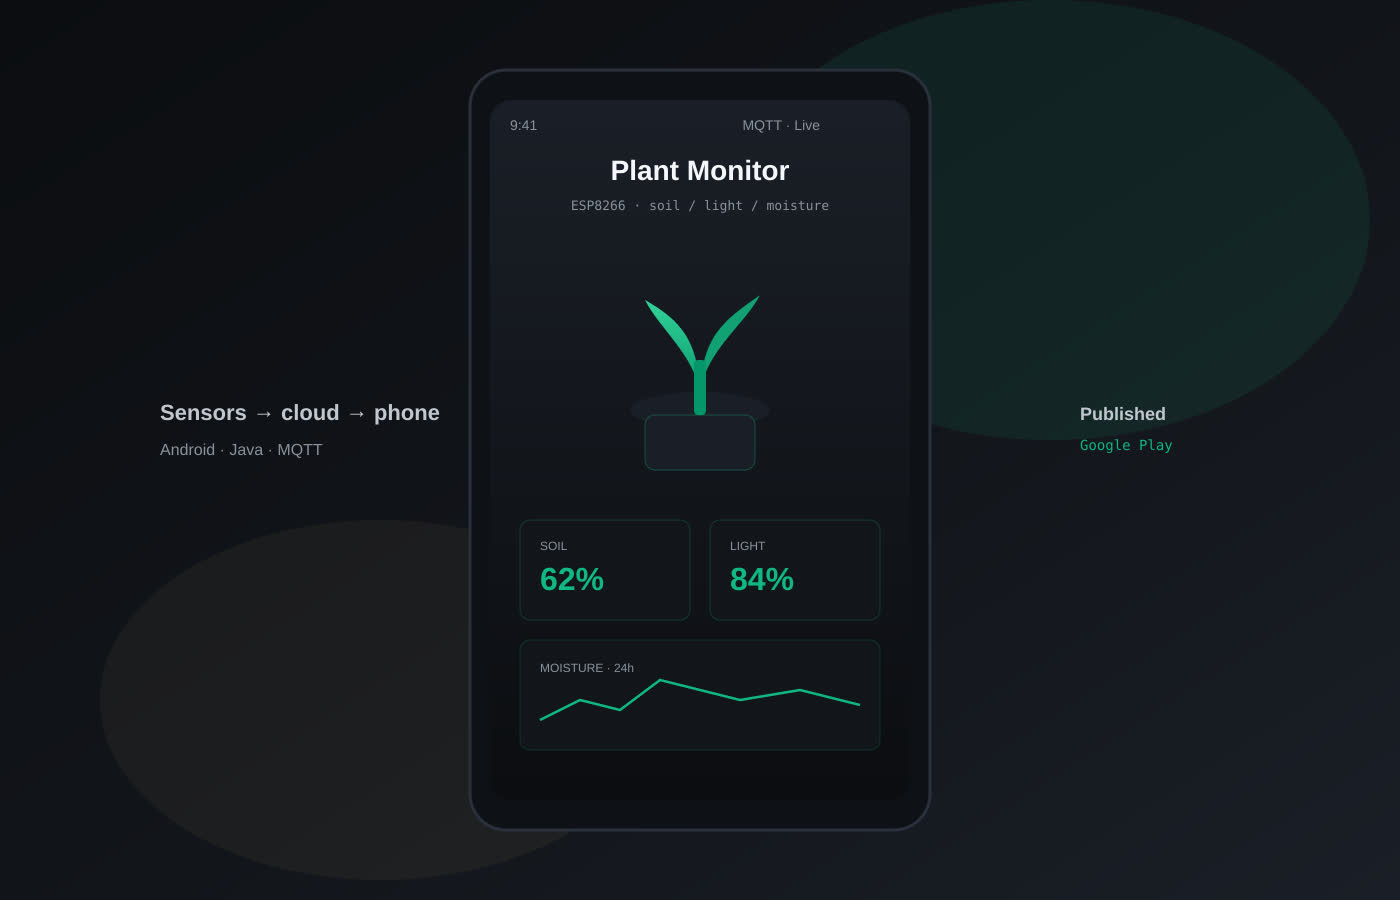 9:41
MQTT · Live
Plant Monitor
ESP8266 · soil / light / moisture
Sensors → cloud → phone
Android · Java · MQTT
Published
Google Play
SOIL
62%
LIGHT
84%
MOISTURE · 24h